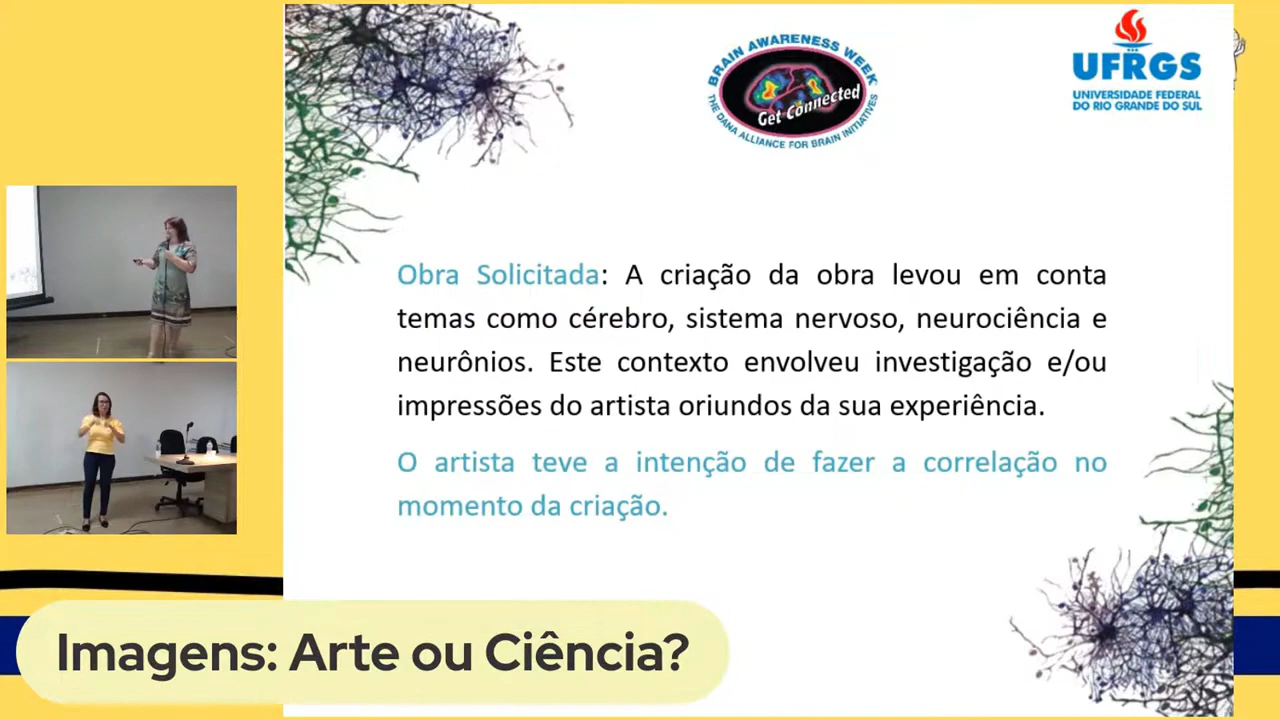 BRAIN AWARENESS WEEK
Get Connected
THE DANA ALLIANCE FOR BRAIN INITIATIVES
UFRGS
UNIVERSIDADE FEDERAL
DO RIO GRANDE DO SUL
Obra Solicitada: A criação da obra levou em conta
temas como cérebro, sistema nervoso, neurociência e
neurônios. Este contexto envolveu investigação e/ou
impressões do artista oriundos da sua experiência.
O artista teve a intenção de fazer a correlação no
momento da criação.
Imagens: Arte ou Ciência?